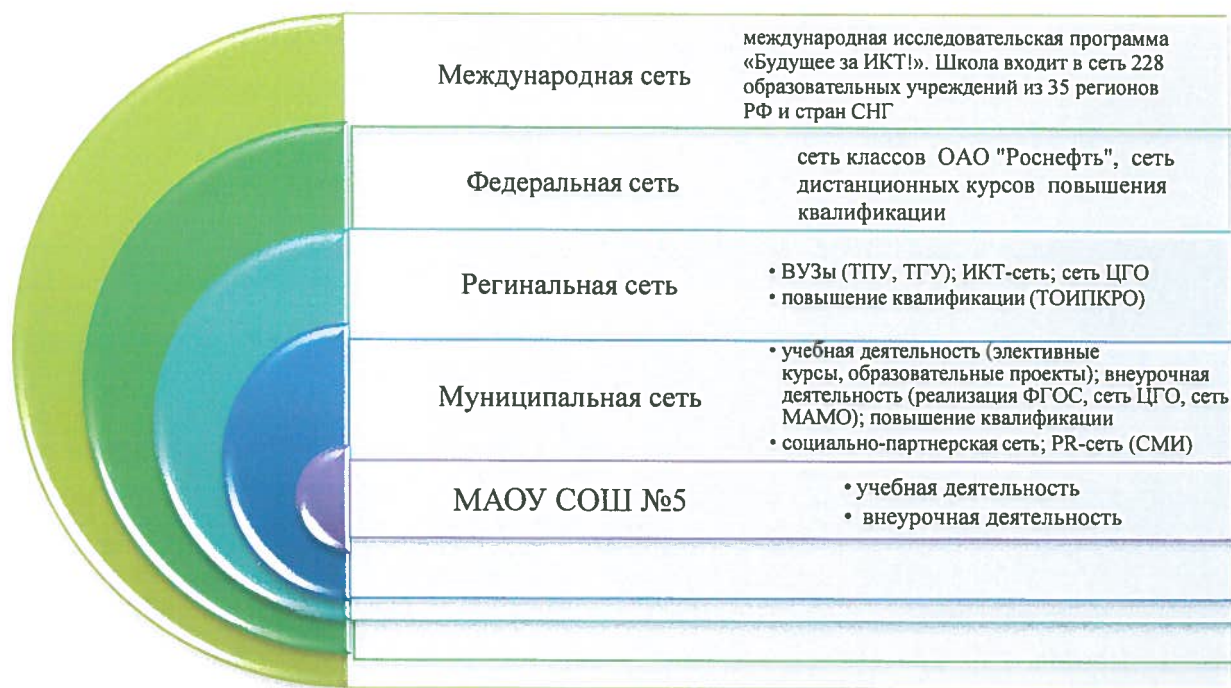 Международная сеть
международная исследовательская программа
«Будущее за ИКТ!». Школа входит в сеть 228
образовательных учреждений из 35 регионов
РФ и стран СНГ
Федеральная сеть
сеть классов ОАО "Роснефть", сеть
дистанционных курсов повышения
квалификации
Регинальная сеть
• ВУЗы (ТПУ, ТГУ); ИКТ-сеть; сеть ЦГО
• повышение квалификации (ТОИПКРО)
Муниципальная сеть
• учебная деятельность (элективные
курсы, образовательные проекты); внеурочная
деятельность (реализация ФГОС, сеть ЦГО, сеть
МАМО); повышение квалификации
• социально-партнерская сеть; PR-сеть (СМИ)
МАОУ СОШ №5
• учебная деятельность
• внеурочная деятельность